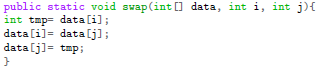 public static void swap(int[] data, int i, int j){
int tmp= data[i];
data[i]= data[j];
data[j]= tmp;
}